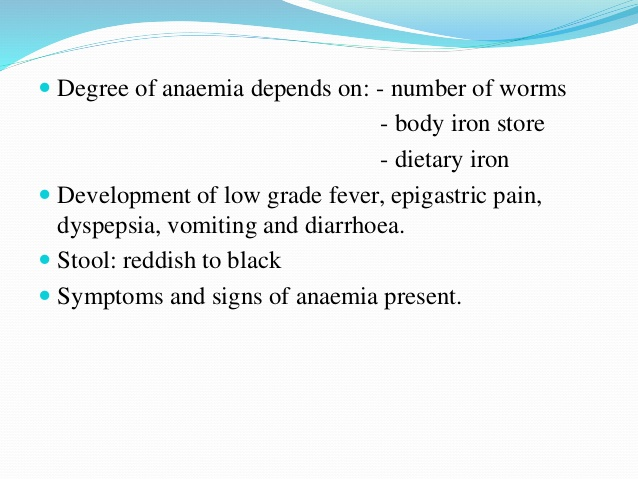 • Degree of anaemia depends on: - number of worms
- body iron store
- dietary iron
• Development of low grade fever, epigastric pain,
dyspepsia, vomiting and diarrhoea.
• Stool: reddish to black
• Symptoms and signs of anaemia present.